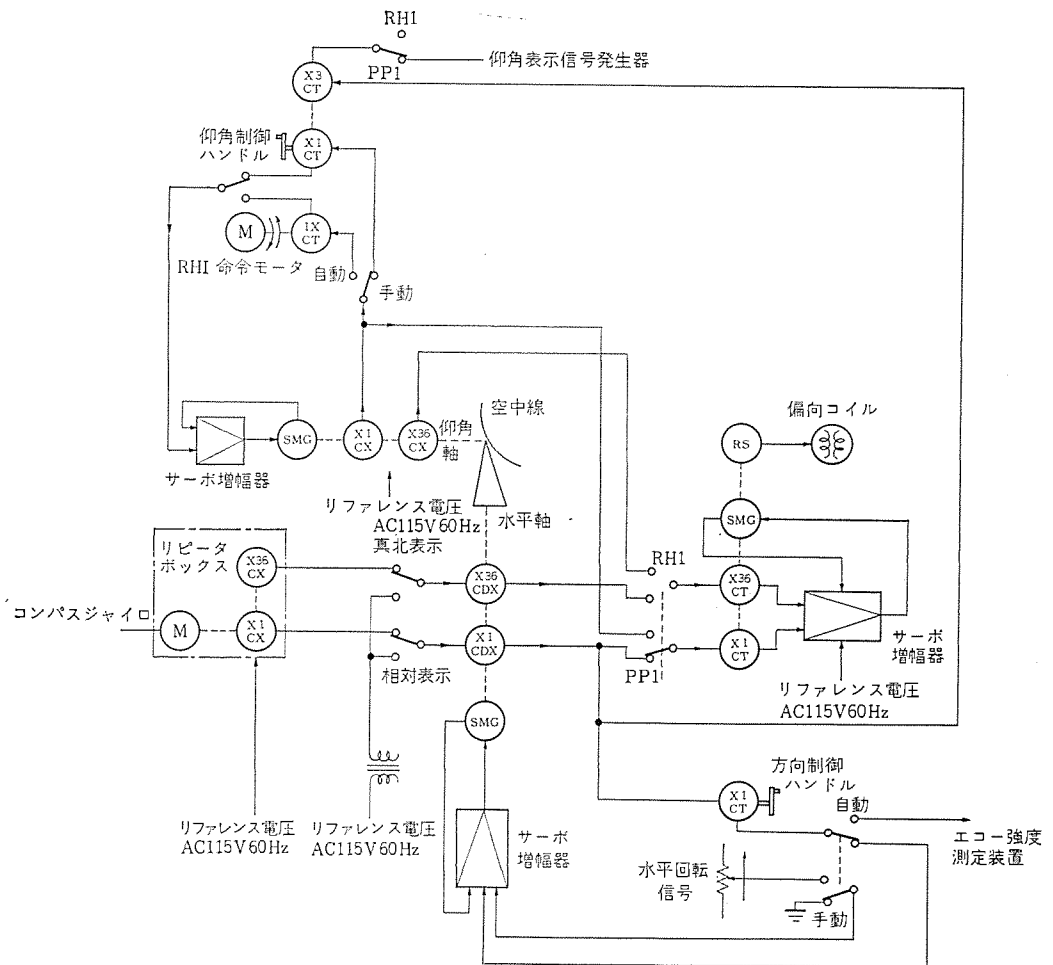 RH1
仰角表示信号発生器
PP1
X3
CT
仰角制御
ハンドル
X1
CT
M
1X
CT
RHI 命令モータ
自動
手動
空中線
偏向コイル
SMG
X1
CX
X36
CX
仰角
軸
RS
サーボ増幅器
リファレンス電圧
AC115V60Hz
真北表示
水平軸
SMG
リピータ
ボックス
X36
CX
X36
CDX
RH1
X36
CT
コンパスジャイロ
M
X1
CX
X1
CDX
X1
CT
サーボ
増幅器
相対表示
PP1
リファレンス電圧
AC115V60Hz
SMG
方向制御
ハンドル
X1
CT
自動
エコー強度
測定装置
リファレンス電圧
AC115V60Hz
リファレンス電圧
AC115V60Hz
サーボ
増幅器
水平回転
信号
手動